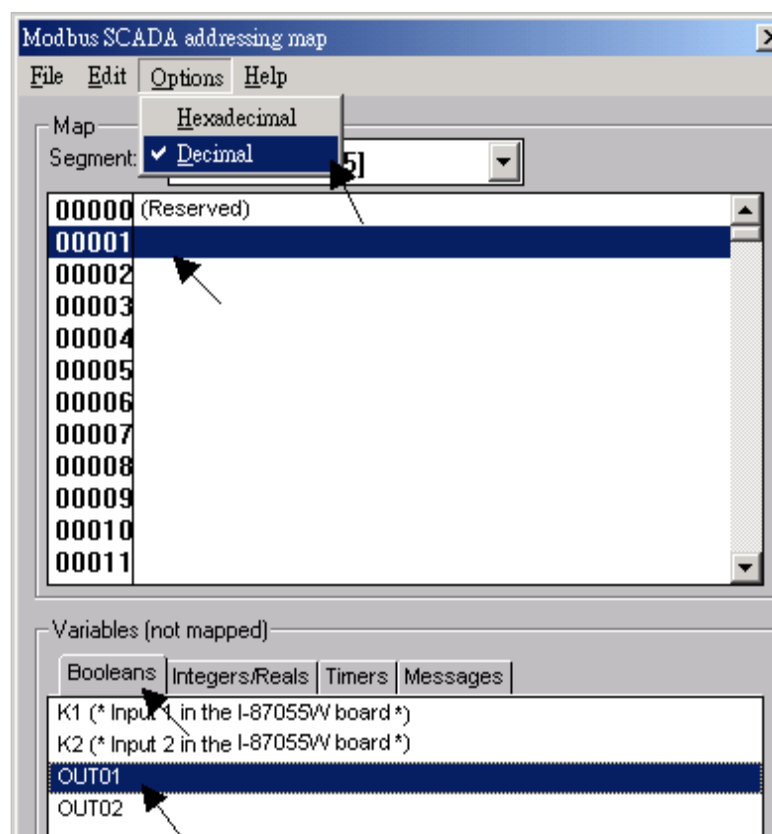 Modbus SCADA addressing map
File Edit Options Help
Hexadecimal
Decimal
Map
Segment: 5]
00000 (Reserved)
00001
00002
00003
00004
00005
00006
00007
00008
00009
00010
00011
Variables (not mapped)
Booleans Integers/Reals Timers Messages
K1 (* Input 1 in the I-87055W board *)
K2 (* Input 2 in the I-87055W board *)
OUT01
OUT02